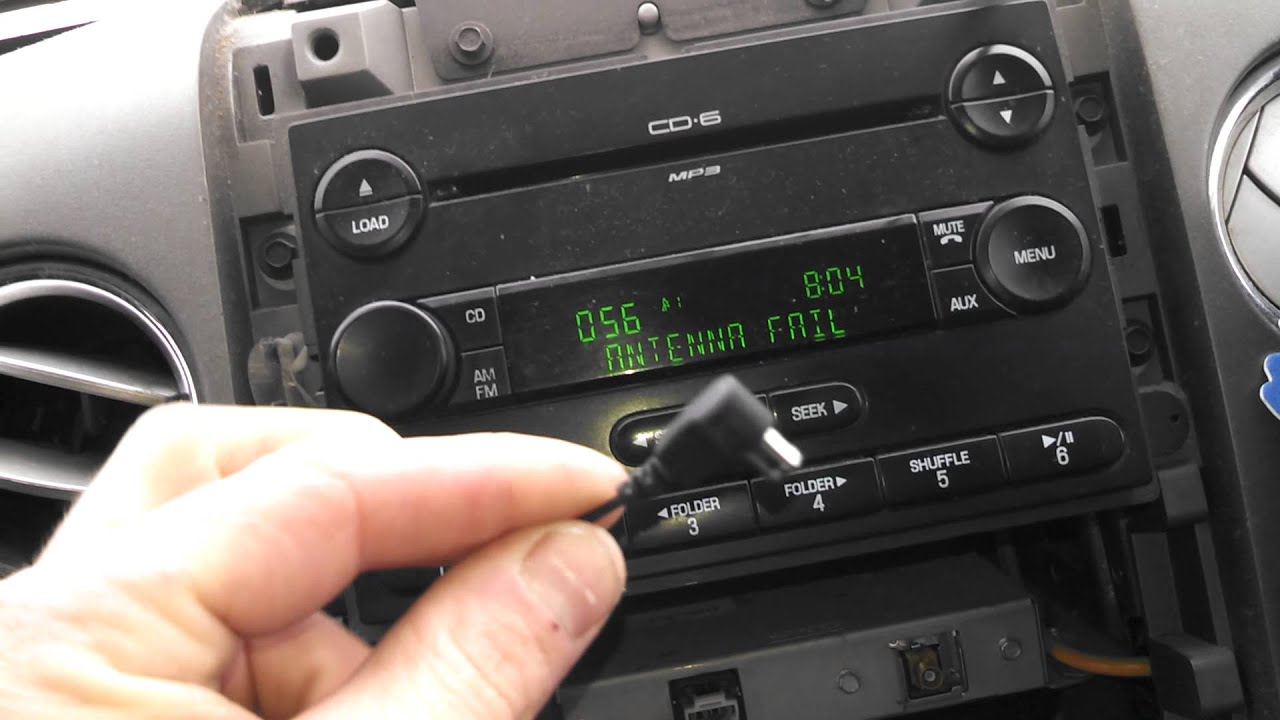 CD·6
MP3
LOAD
MUTE
MENU
CD
AUX
AM
FM
056
8:04
ANTENNA FAIL
SEEK
FOLDER
3
FOLDER
4
SHUFFLE
5
6